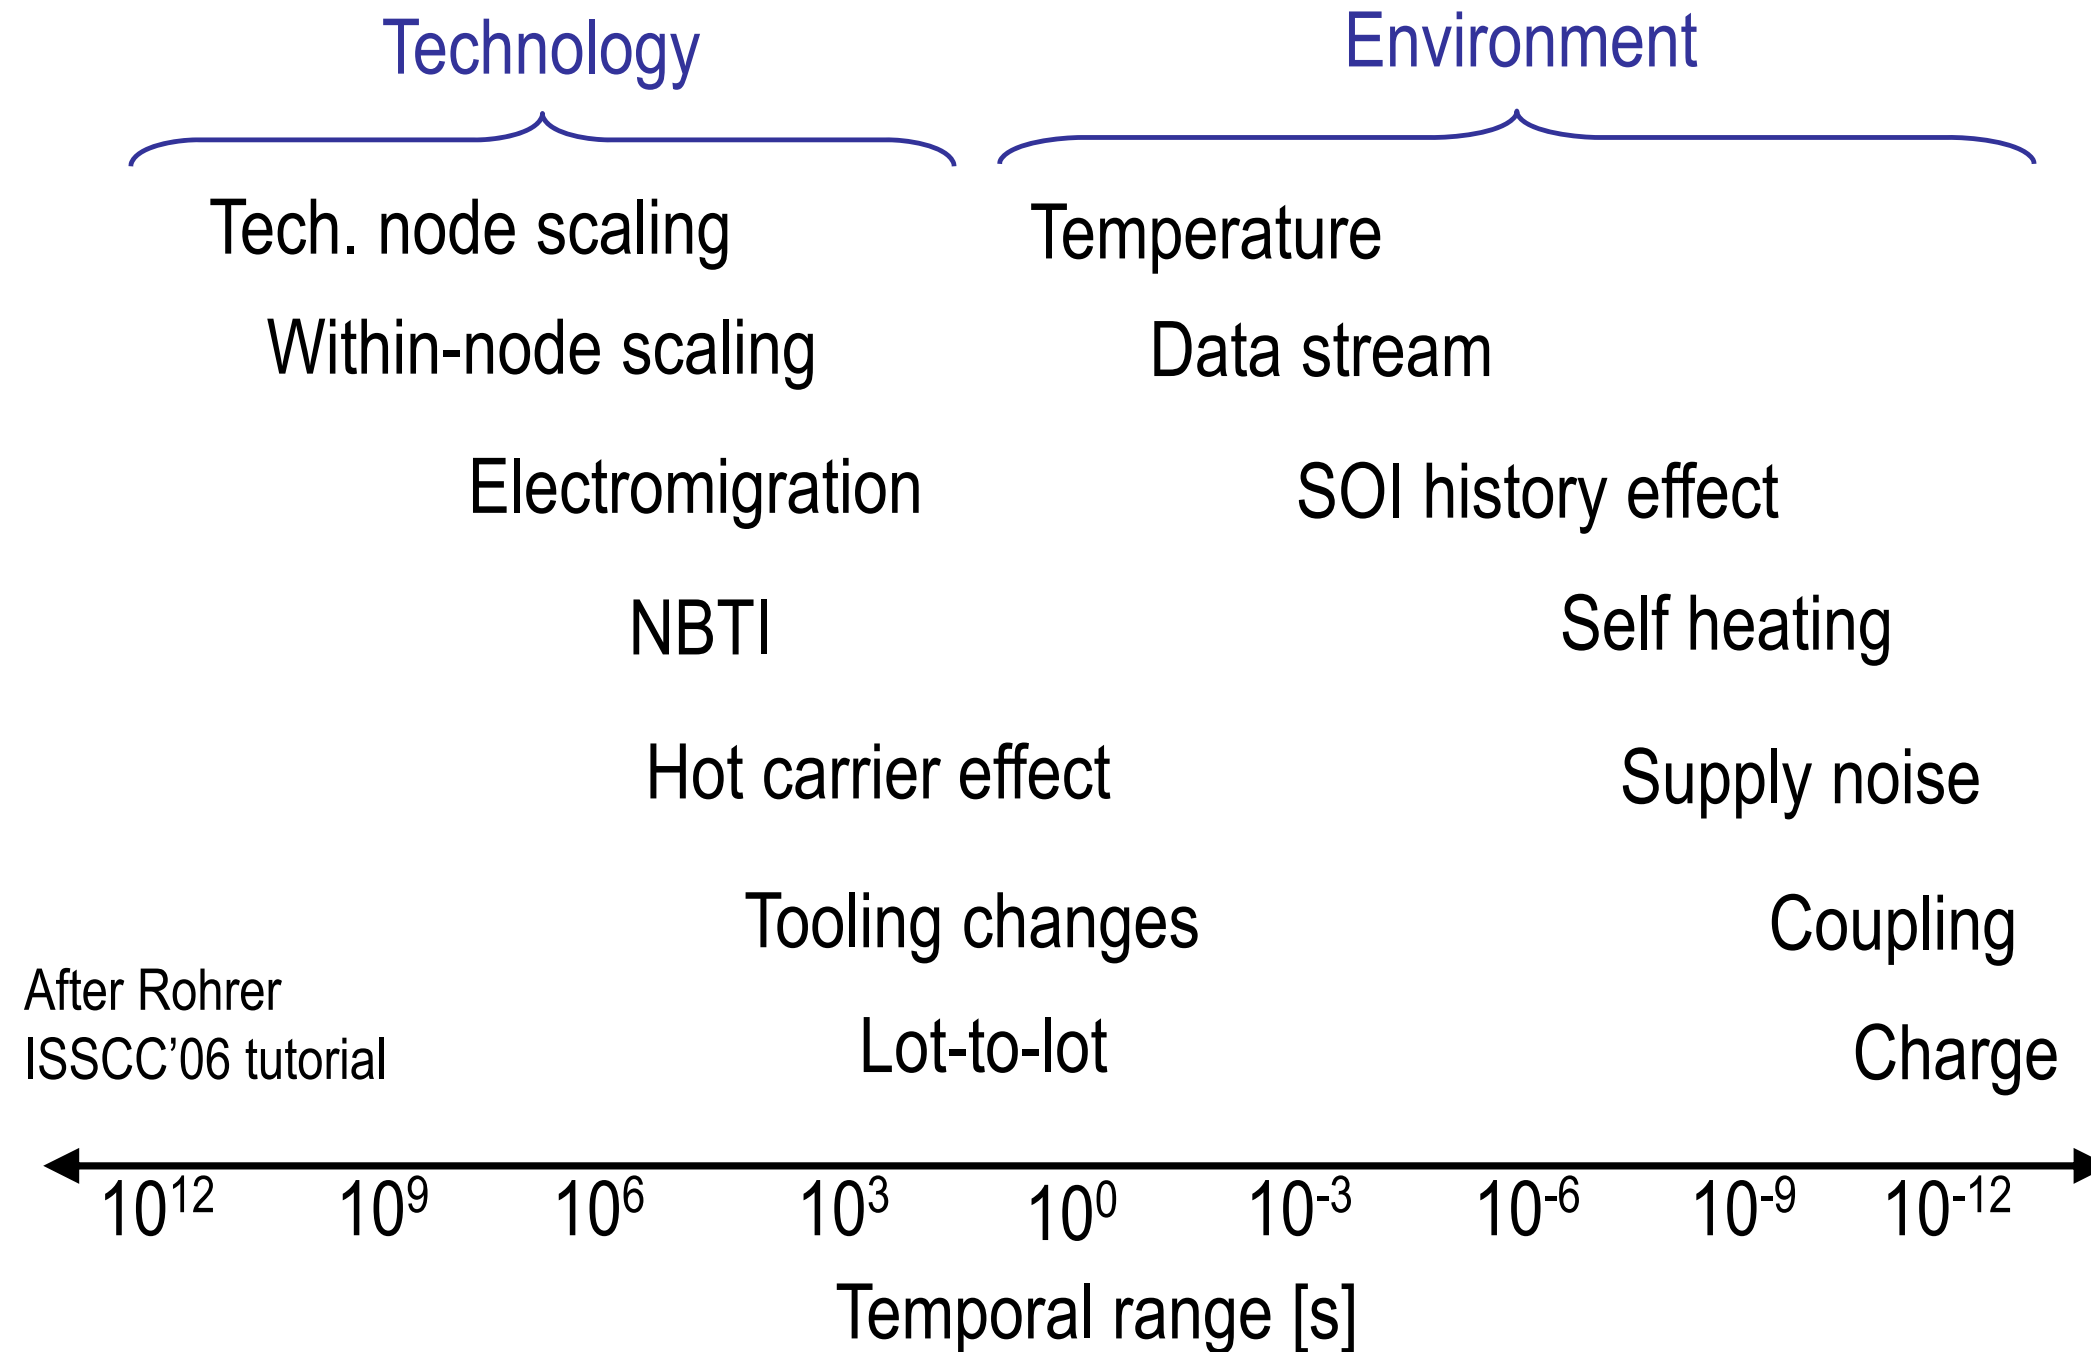 Technology
Environment
Tech. node scaling
Temperature
Within-node scaling
Data stream
Electromigration
SOI history effect
NBTI
Self heating
Hot carrier effect
Supply noise
Tooling changes
Coupling
After Rohrer
ISSCC’06 tutorial
Lot-to-lot
Charge
10¹² 10⁹ 10⁶ 10³ 10⁰ 10⁻³ 10⁻⁶ 10⁻⁹ 10⁻¹²
Temporal range [s]